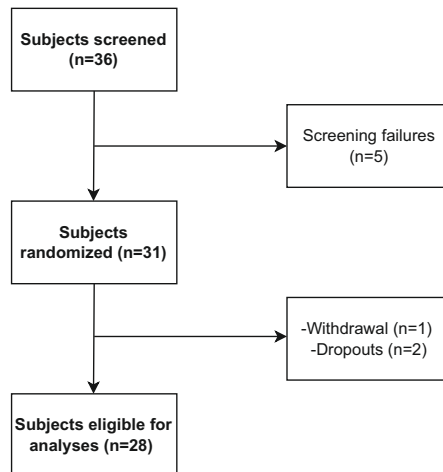 Subjects screened
(n=36)
Screening failures
(n=5)
Subjects
randomized (n=31)
-Withdrawal (n=1)
-Dropouts (n=2)
Subjects eligible for
analyses (n=28)